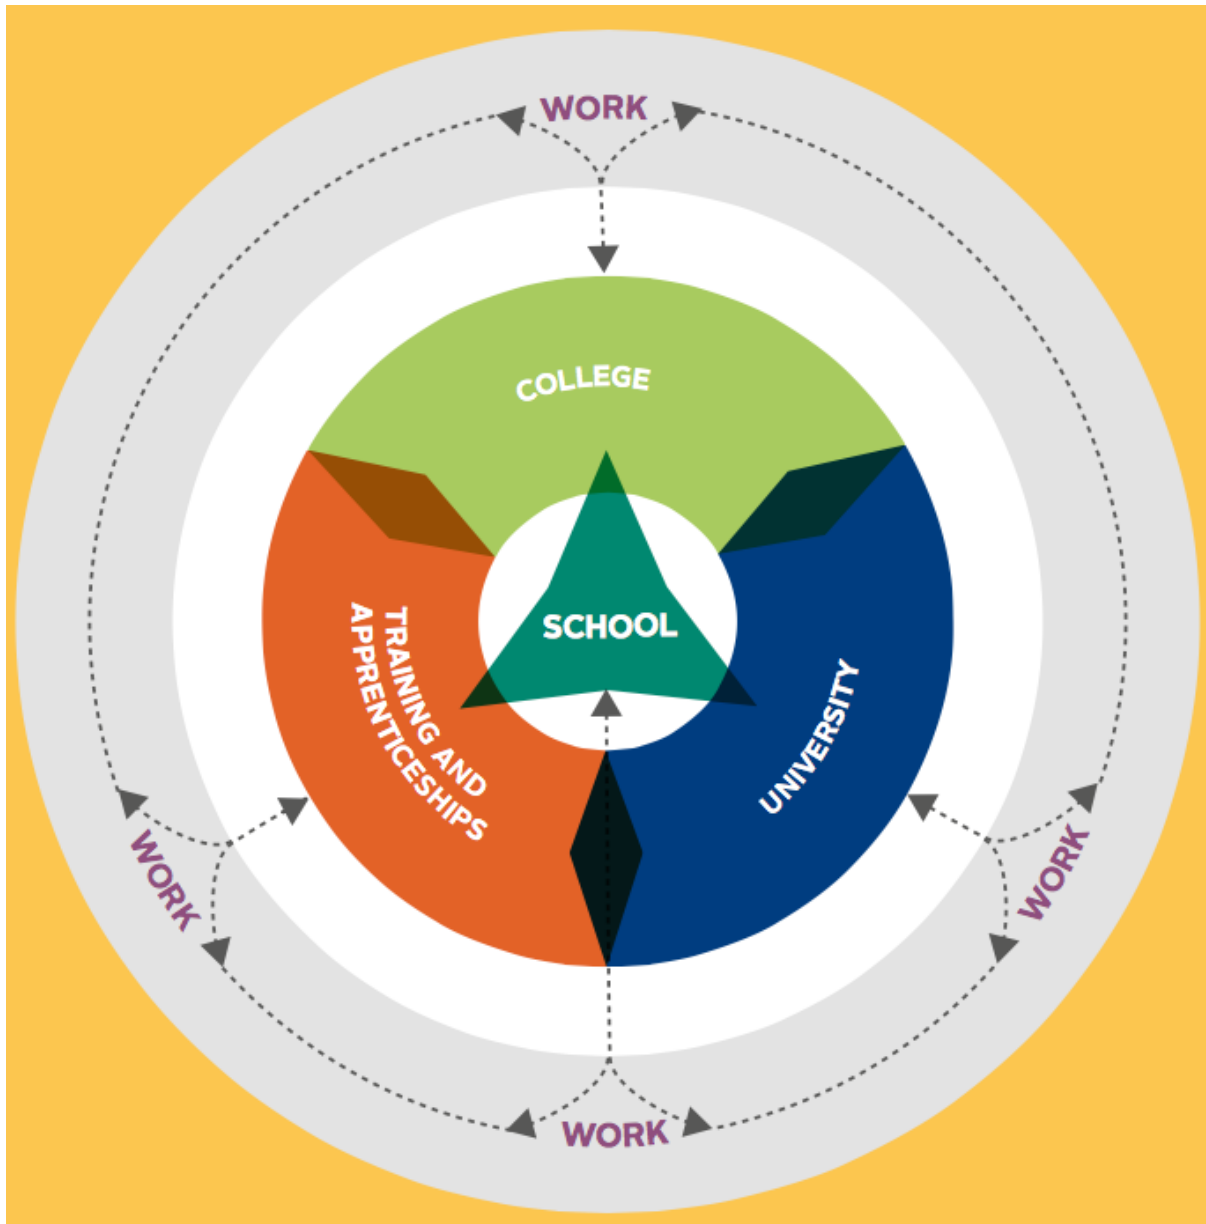 WORK
COLLEGE
SCHOOL
TRAINING AND
APPRENTICESHIPS
UNIVERSITY
WORK
WORK
WORK